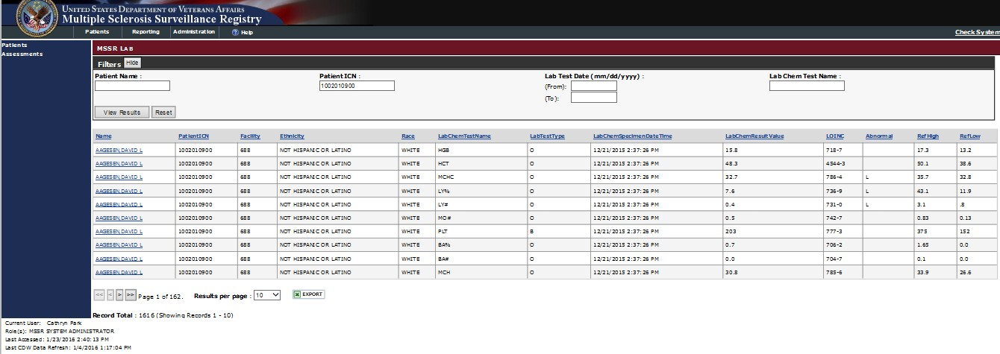 UNITED STATES DEPARTMENT OF VETERANS AFFAIRS
Multiple Sclerosis Surveillance Registry
Patients Reporting Administration ? Help Check System
Patients
Assessments
MSSR LAB
Filters Hide
Patient Name : Patient ICN : Lab Test Date (mm/dd/yyyy) : Lab Chem Test Name :
1002010900 (From):
(To):
View Results Reset
Name PatientICN Facility Ethnicity Race LabChemTestName LabTestType LabChemSpecimenDateTime LabChemResultValue LOINC Abnormal RefHigh RefLow
AAGESEN,DAVID L 1002010900 688 NOT HISPANIC OR LATINO WHITE HGB O 12/21/2015 2:37:26 PM 15.8 718-7 17.3 13.2
AAGESEN,DAVID L 1002010900 688 NOT HISPANIC OR LATINO WHITE HCT O 12/21/2015 2:37:26 PM 48.3 4544-3 50.1 38.6
AAGESEN,DAVID L 1002010900 688 NOT HISPANIC OR LATINO WHITE MCHC O 12/21/2015 2:37:26 PM 32.7 786-4 L 35.7 32.8
AAGESEN,DAVID L 1002010900 688 NOT HISPANIC OR LATINO WHITE LY% O 12/21/2015 2:37:26 PM 7.6 736-9 L 43.1 11.9
AAGESEN,DAVID L 1002010900 688 NOT HISPANIC OR LATINO WHITE LY# O 12/21/2015 2:37:26 PM 0.4 731-0 L 3.1 .8
AAGESEN,DAVID L 1002010900 688 NOT HISPANIC OR LATINO WHITE MO# O 12/21/2015 2:37:26 PM 0.5 742-7 0.83 0.13
AAGESEN,DAVID L 1002010900 688 NOT HISPANIC OR LATINO WHITE PLT B 12/21/2015 2:37:26 PM 203 777-3 375 152
AAGESEN,DAVID L 1002010900 688 NOT HISPANIC OR LATINO WHITE BA% O 12/21/2015 2:37:26 PM 0.7 706-2 1.65 0.0
AAGESEN,DAVID L 1002010900 688 NOT HISPANIC OR LATINO WHITE BA# O 12/21/2015 2:37:26 PM 0.0 704-7 0.1 0.0
AAGESEN,DAVID L 1002010900 688 NOT HISPANIC OR LATINO WHITE MCH O 12/21/2015 2:37:26 PM 30.8 785-6 33.9 26.6
<< < > >> Page 1 of 162. Results per page : 10 EXPORT
Record Total : 1616 (Showing Records 1 - 10)
Current User: Cathryn Park
Role(s): MSSR SYSTEM ADMINISTRATOR
Last Accessed: 1/23/2016 2:40:13 PM
Last CDW Data Refresh: 1/4/2016 1:17:04 PM